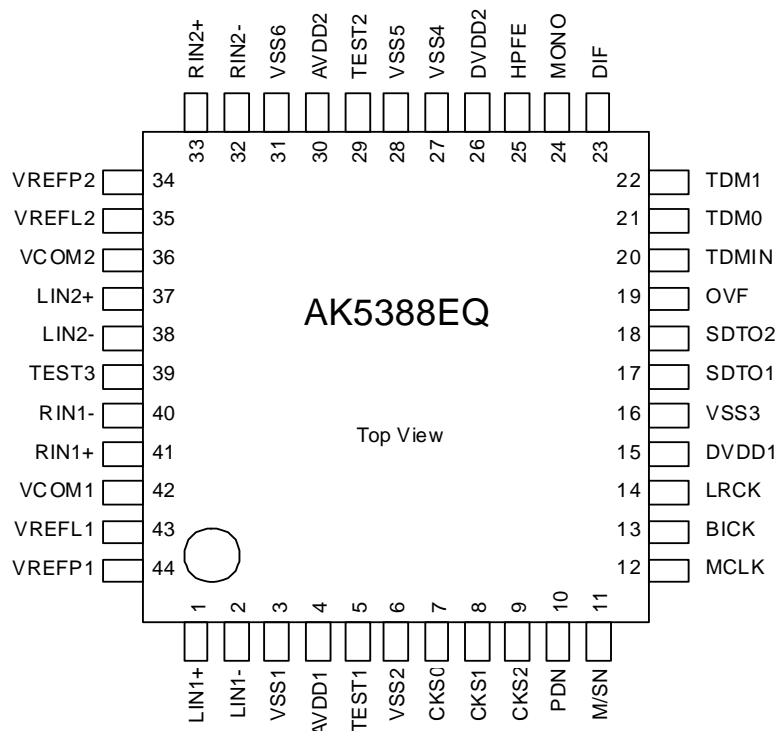 RIN2+
RIN2-
VSS6
AVDD2
TEST2
VSS5
VSS4
DVDD2
HPFE
MONO
DIF
33
32
31
30
29
28
27
26
25
24
23
VREFP2 34
VREFL2 35
VCOM2 36
LIN2+ 37
LIN2- 38
TEST3 39
RIN1- 40
RIN1+ 41
VCOM1 42
VREFL1 43
VREFP1 44
AK5388EQ
Top View
22 TDM1
21 TDM0
20 TDMIN
19 OVF
18 SDTO2
17 SDTO1
16 VSS3
15 DVDD1
14 LRCK
13 BICK
12 MCLK
1
2
3
4
5
6
7
8
9
10
11
LIN1+
LIN1-
VSS1
AVDD1
TEST1
VSS2
CKS0
CKS1
CKS2
PDN
M/SN